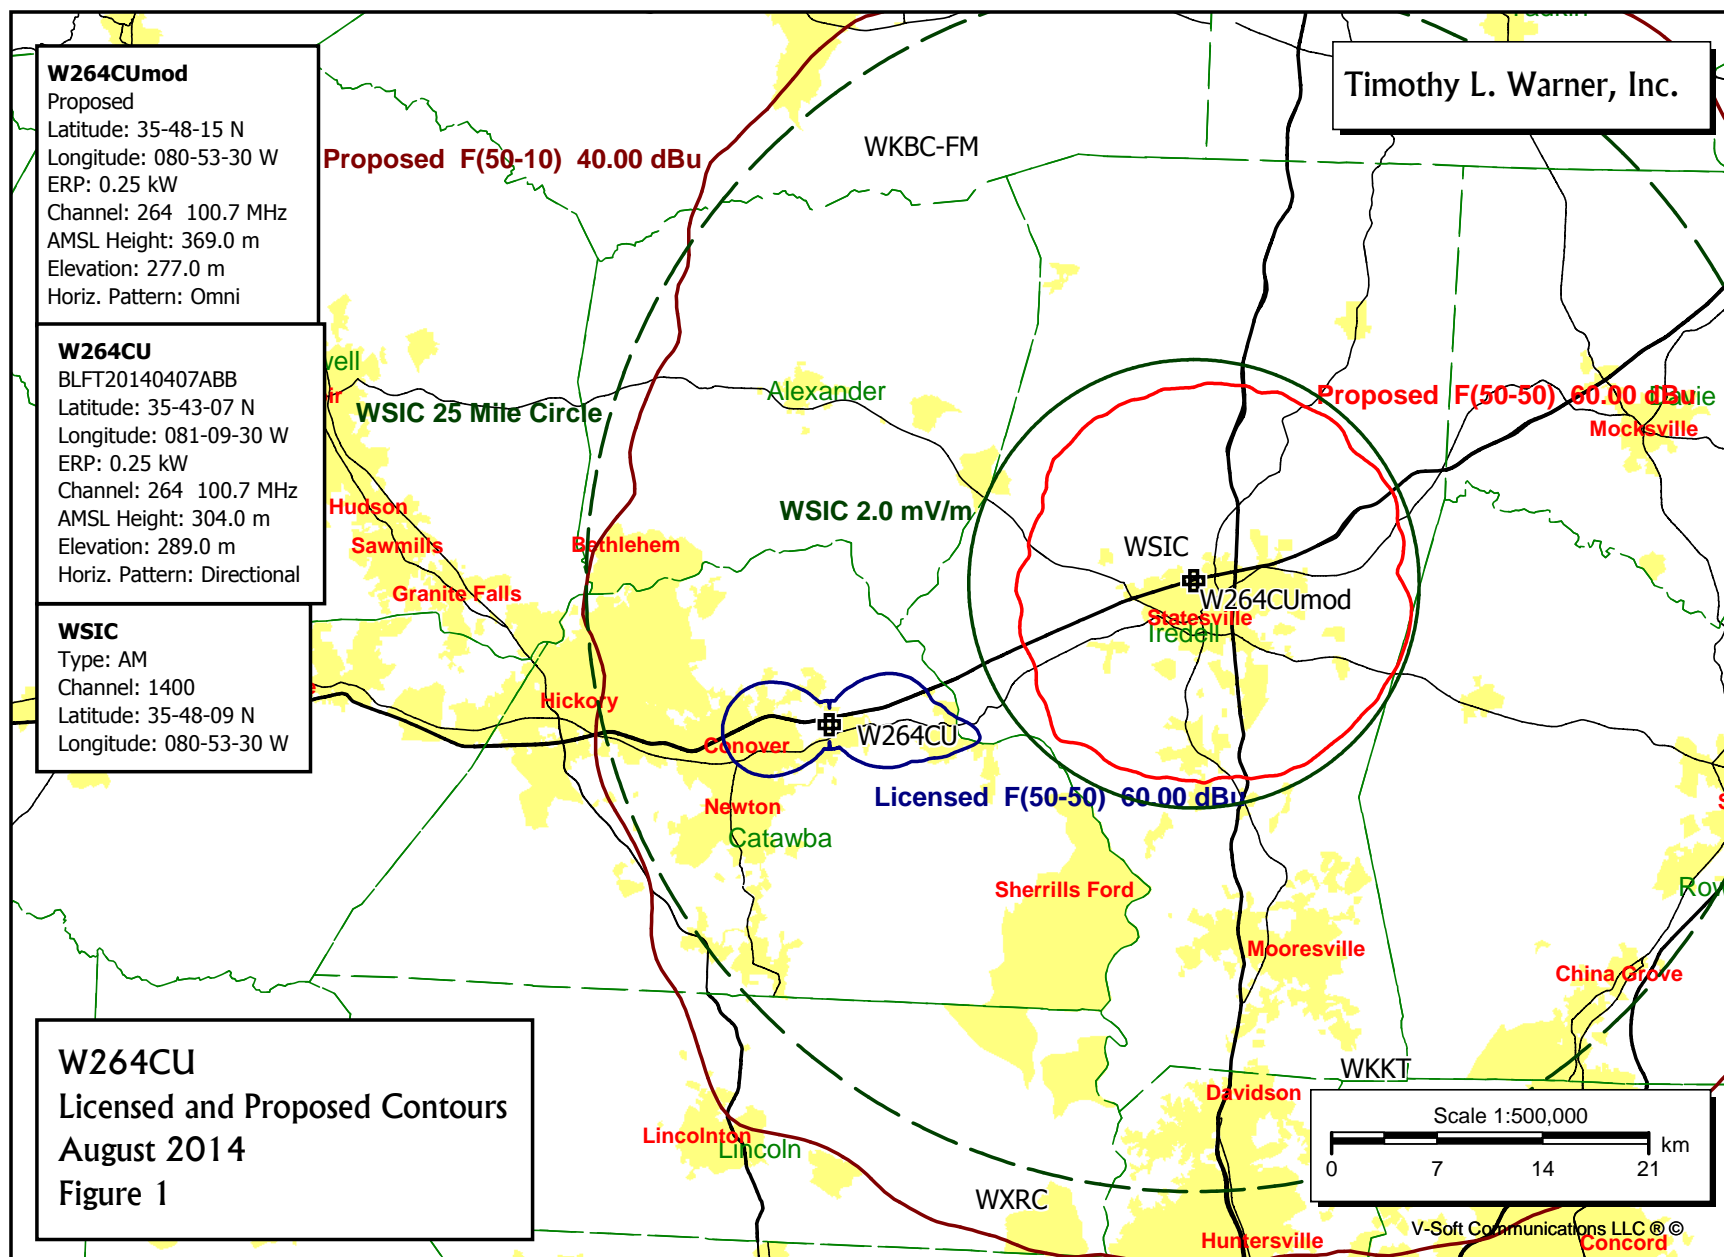 W264CUmod
Proposed
Latitude: 35-48-15 N
Longitude: 080-53-30 W
ERP: 0.25 kW
Channel: 264  100.7 MHz
AMSL Height: 369.0 m
Elevation: 277.0 m
Horiz. Pattern: Omni
W264CU
BLFT20140407ABB
Latitude: 35-43-07 N
Longitude: 081-09-30 W
ERP: 0.25 kW
Channel: 264  100.7 MHz
AMSL Height: 304.0 m
Elevation: 289.0 m
Horiz. Pattern: Directional
WSIC
Type: AM
Channel: 1400
Latitude: 35-48-09 N
Longitude: 080-53-30 W
Timothy L. Warner, Inc.
WKBC-FM
Proposed  F(50-10)  40.00 dBu
Alexander
WSIC 25 Mile Circle
Proposed  F(50-50)  60.00 dBu
Davie
Mocksville
Hudson
WSIC 2.0 mV/m
Sawmills
Bethlehem
WSIC
Granite Falls
W264CUmod
Statesville
Iredell
Hickory
Conover
W264CU
Licensed  F(50-50)  60.00 dBu
Newton
Catawba
Sherrills Ford
Mooresville
China Grove
WKKT
Davidson
Lincolnton
Lincoln
WXRC
Huntersville
Concord
W264CU
Licensed and Proposed Contours
August 2014
Figure 1
Scale 1:500,000
km
0 7 14 21
V-Soft Communications LLC ® ©